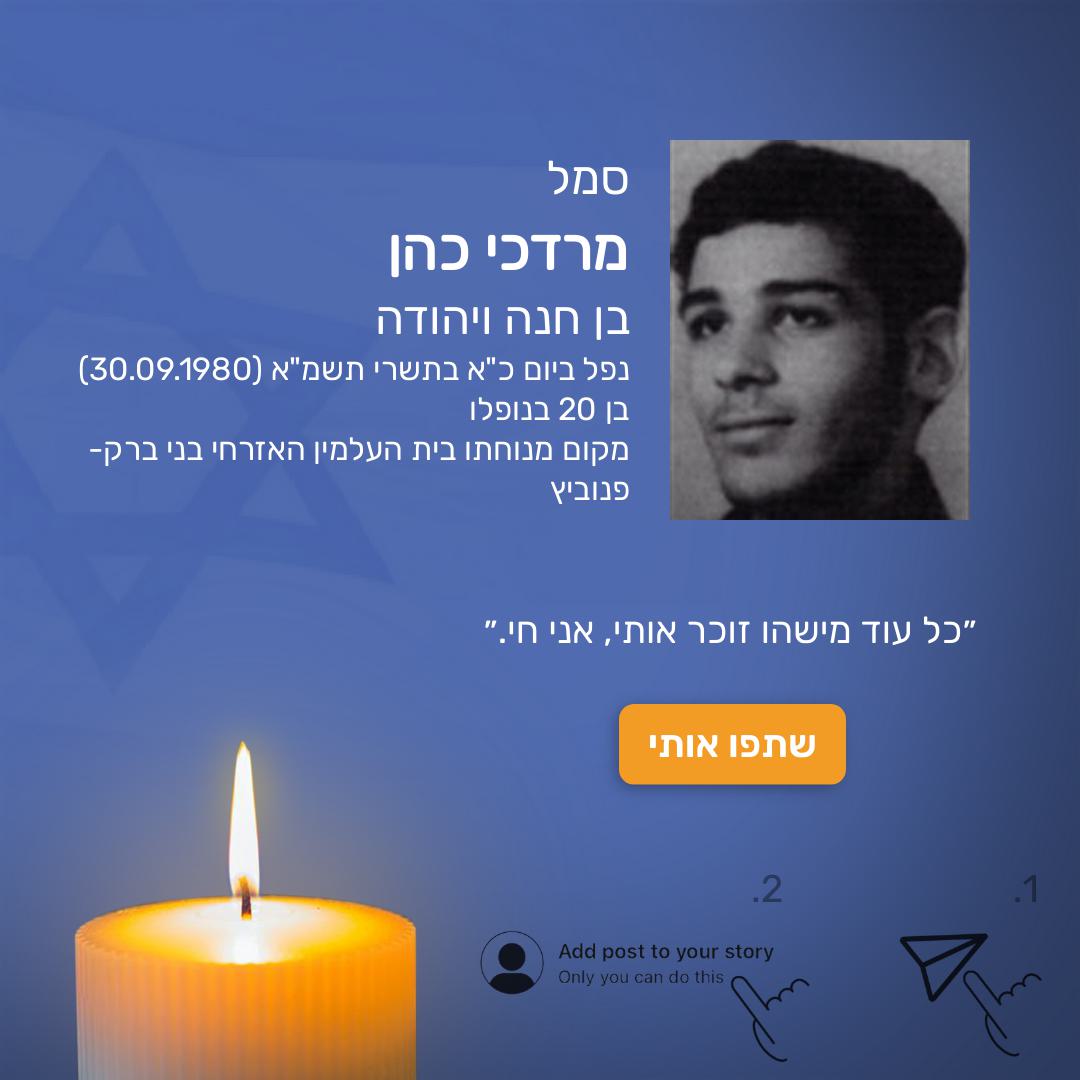 סמל
מרדכי כהן
בן חנה ויהודה
נפל ביום כ"א בתשרי תשמ"א (30.09.1980)
בן 20 בנופלו
מקום מנוחתו בית העלמין האזרחי בני ברק-
פנוביץ
״כל עוד מישהו זוכר אותי, אני חי.״
שתפו אותי
1.
2.
Add post to your story
Only you can do this